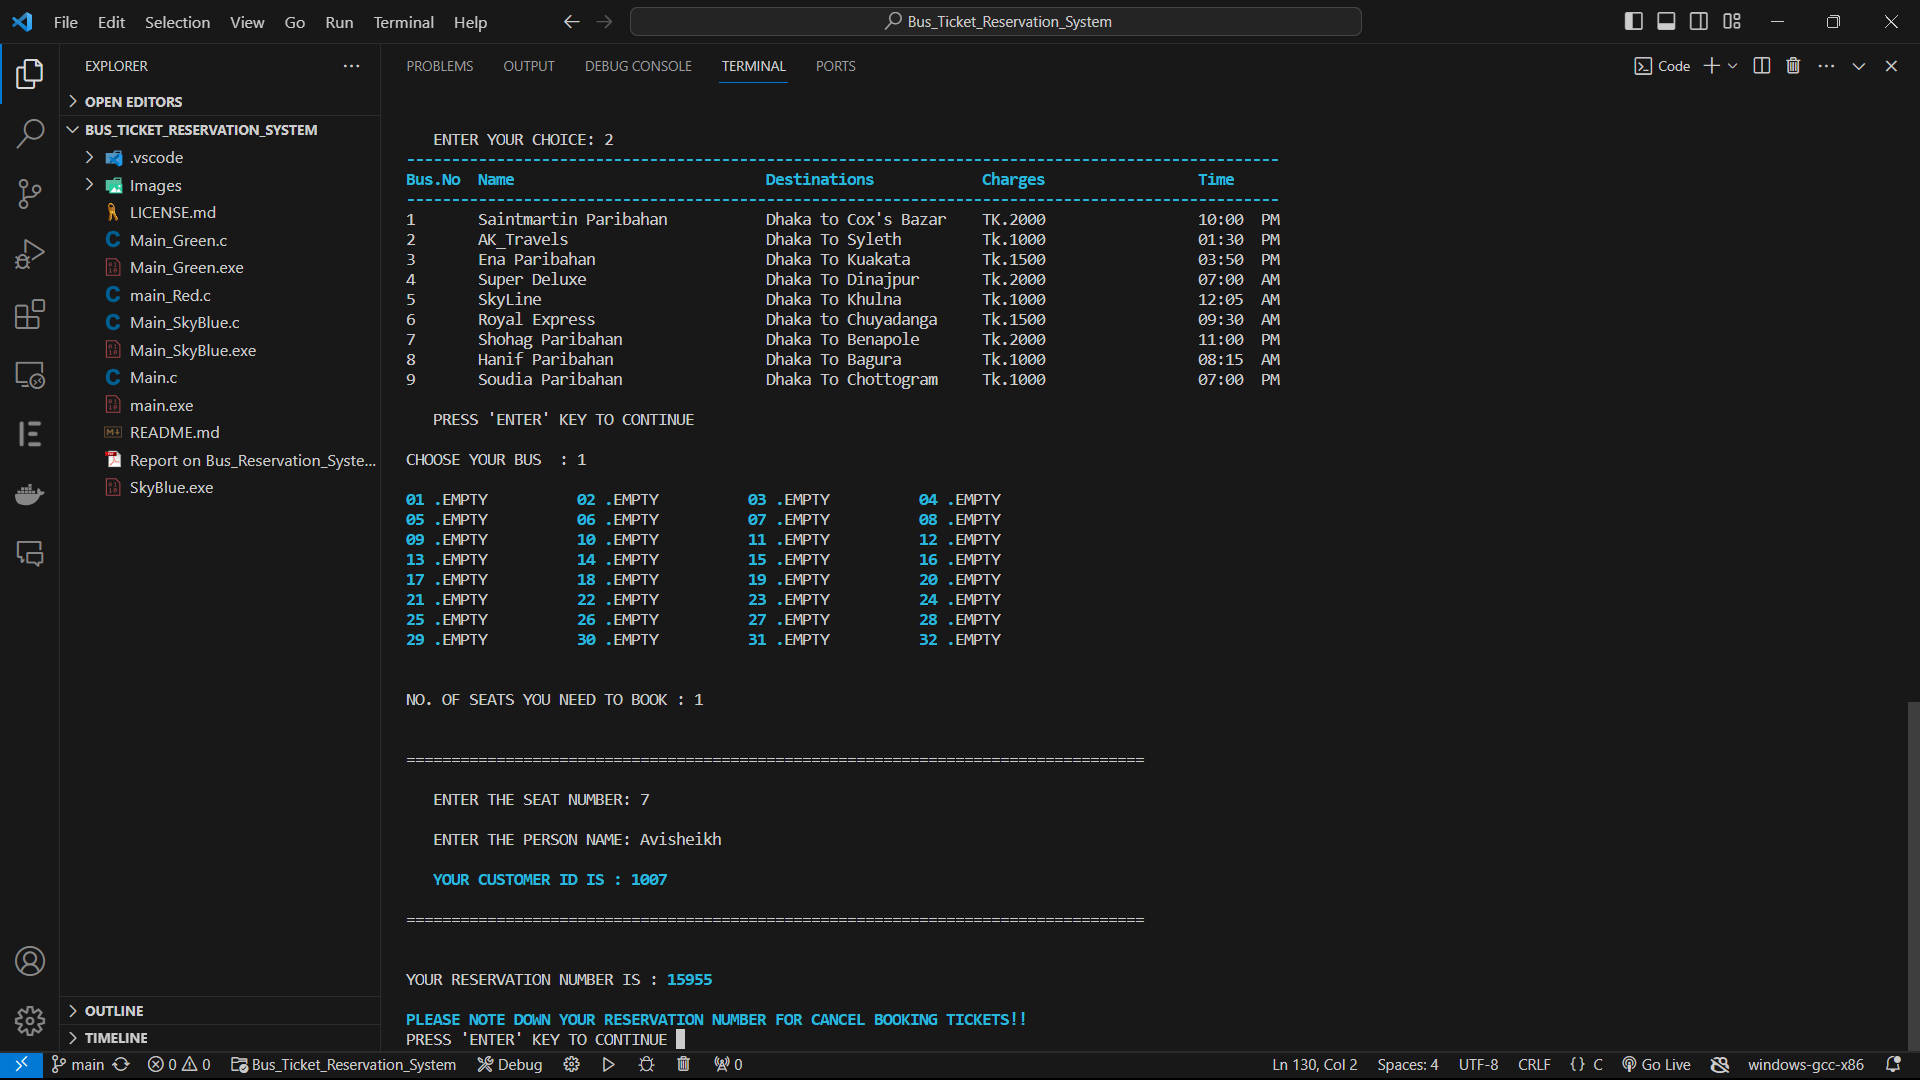 File Edit Selection View Go Run Terminal Help
Bus_Ticket_Reservation_System
EXPLORER
OPEN EDITORS
BUS_TICKET_RESERVATION_SYSTEM
.vscode
Images
LICENSE.md
Main_Green.c
Main_Green.exe
main_Red.c
Main_SkyBlue.c
Main_SkyBlue.exe
Main.c
main.exe
README.md
Report on Bus_Reservation_Syste...
SkyBlue.exe
OUTLINE
TIMELINE
PROBLEMS OUTPUT DEBUG CONSOLE TERMINAL PORTS
Code
ENTER YOUR CHOICE: 2
-------------------------------------------------------------------------------------------------
Bus.No Name Destinations Charges Time
-------------------------------------------------------------------------------------------------
1 Saintmartin Paribahan Dhaka to Cox's Bazar TK.2000 10:00 PM
2 AK_Travels Dhaka To Syleth Tk.1000 01:30 PM
3 Ena Paribahan Dhaka To Kuakata Tk.1500 03:50 PM
4 Super Deluxe Dhaka To Dinajpur Tk.2000 07:00 AM
5 SkyLine Dhaka To Khulna Tk.1000 12:05 AM
6 Royal Express Dhaka to Chuyadanga Tk.1500 09:30 AM
7 Shohag Paribahan Dhaka To Benapole Tk.2000 11:00 PM
8 Hanif Paribahan Dhaka To Bagura Tk.1000 08:15 AM
9 Soudia Paribahan Dhaka To Chottogram Tk.1000 07:00 PM
PRESS 'ENTER' KEY TO CONTINUE
CHOOSE YOUR BUS : 1
01 .EMPTY 02 .EMPTY 03 .EMPTY 04 .EMPTY
05 .EMPTY 06 .EMPTY 07 .EMPTY 08 .EMPTY
09 .EMPTY 10 .EMPTY 11 .EMPTY 12 .EMPTY
13 .EMPTY 14 .EMPTY 15 .EMPTY 16 .EMPTY
17 .EMPTY 18 .EMPTY 19 .EMPTY 20 .EMPTY
21 .EMPTY 22 .EMPTY 23 .EMPTY 24 .EMPTY
25 .EMPTY 26 .EMPTY 27 .EMPTY 28 .EMPTY
29 .EMPTY 30 .EMPTY 31 .EMPTY 32 .EMPTY
NO. OF SEATS YOU NEED TO BOOK : 1
==================================================================================
ENTER THE SEAT NUMBER: 7
ENTER THE PERSON NAME: Avisheikh
YOUR CUSTOMER ID IS : 1007
==================================================================================
YOUR RESERVATION NUMBER IS : 15955
PLEASE NOTE DOWN YOUR RESERVATION NUMBER FOR CANCEL BOOKING TICKETS!!
PRESS 'ENTER' KEY TO CONTINUE
main 0 0 Bus_Ticket_Reservation_System Debug 0 Ln 130, Col 2 Spaces: 4 UTF-8 CRLF {} C Go Live windows-gcc-x86